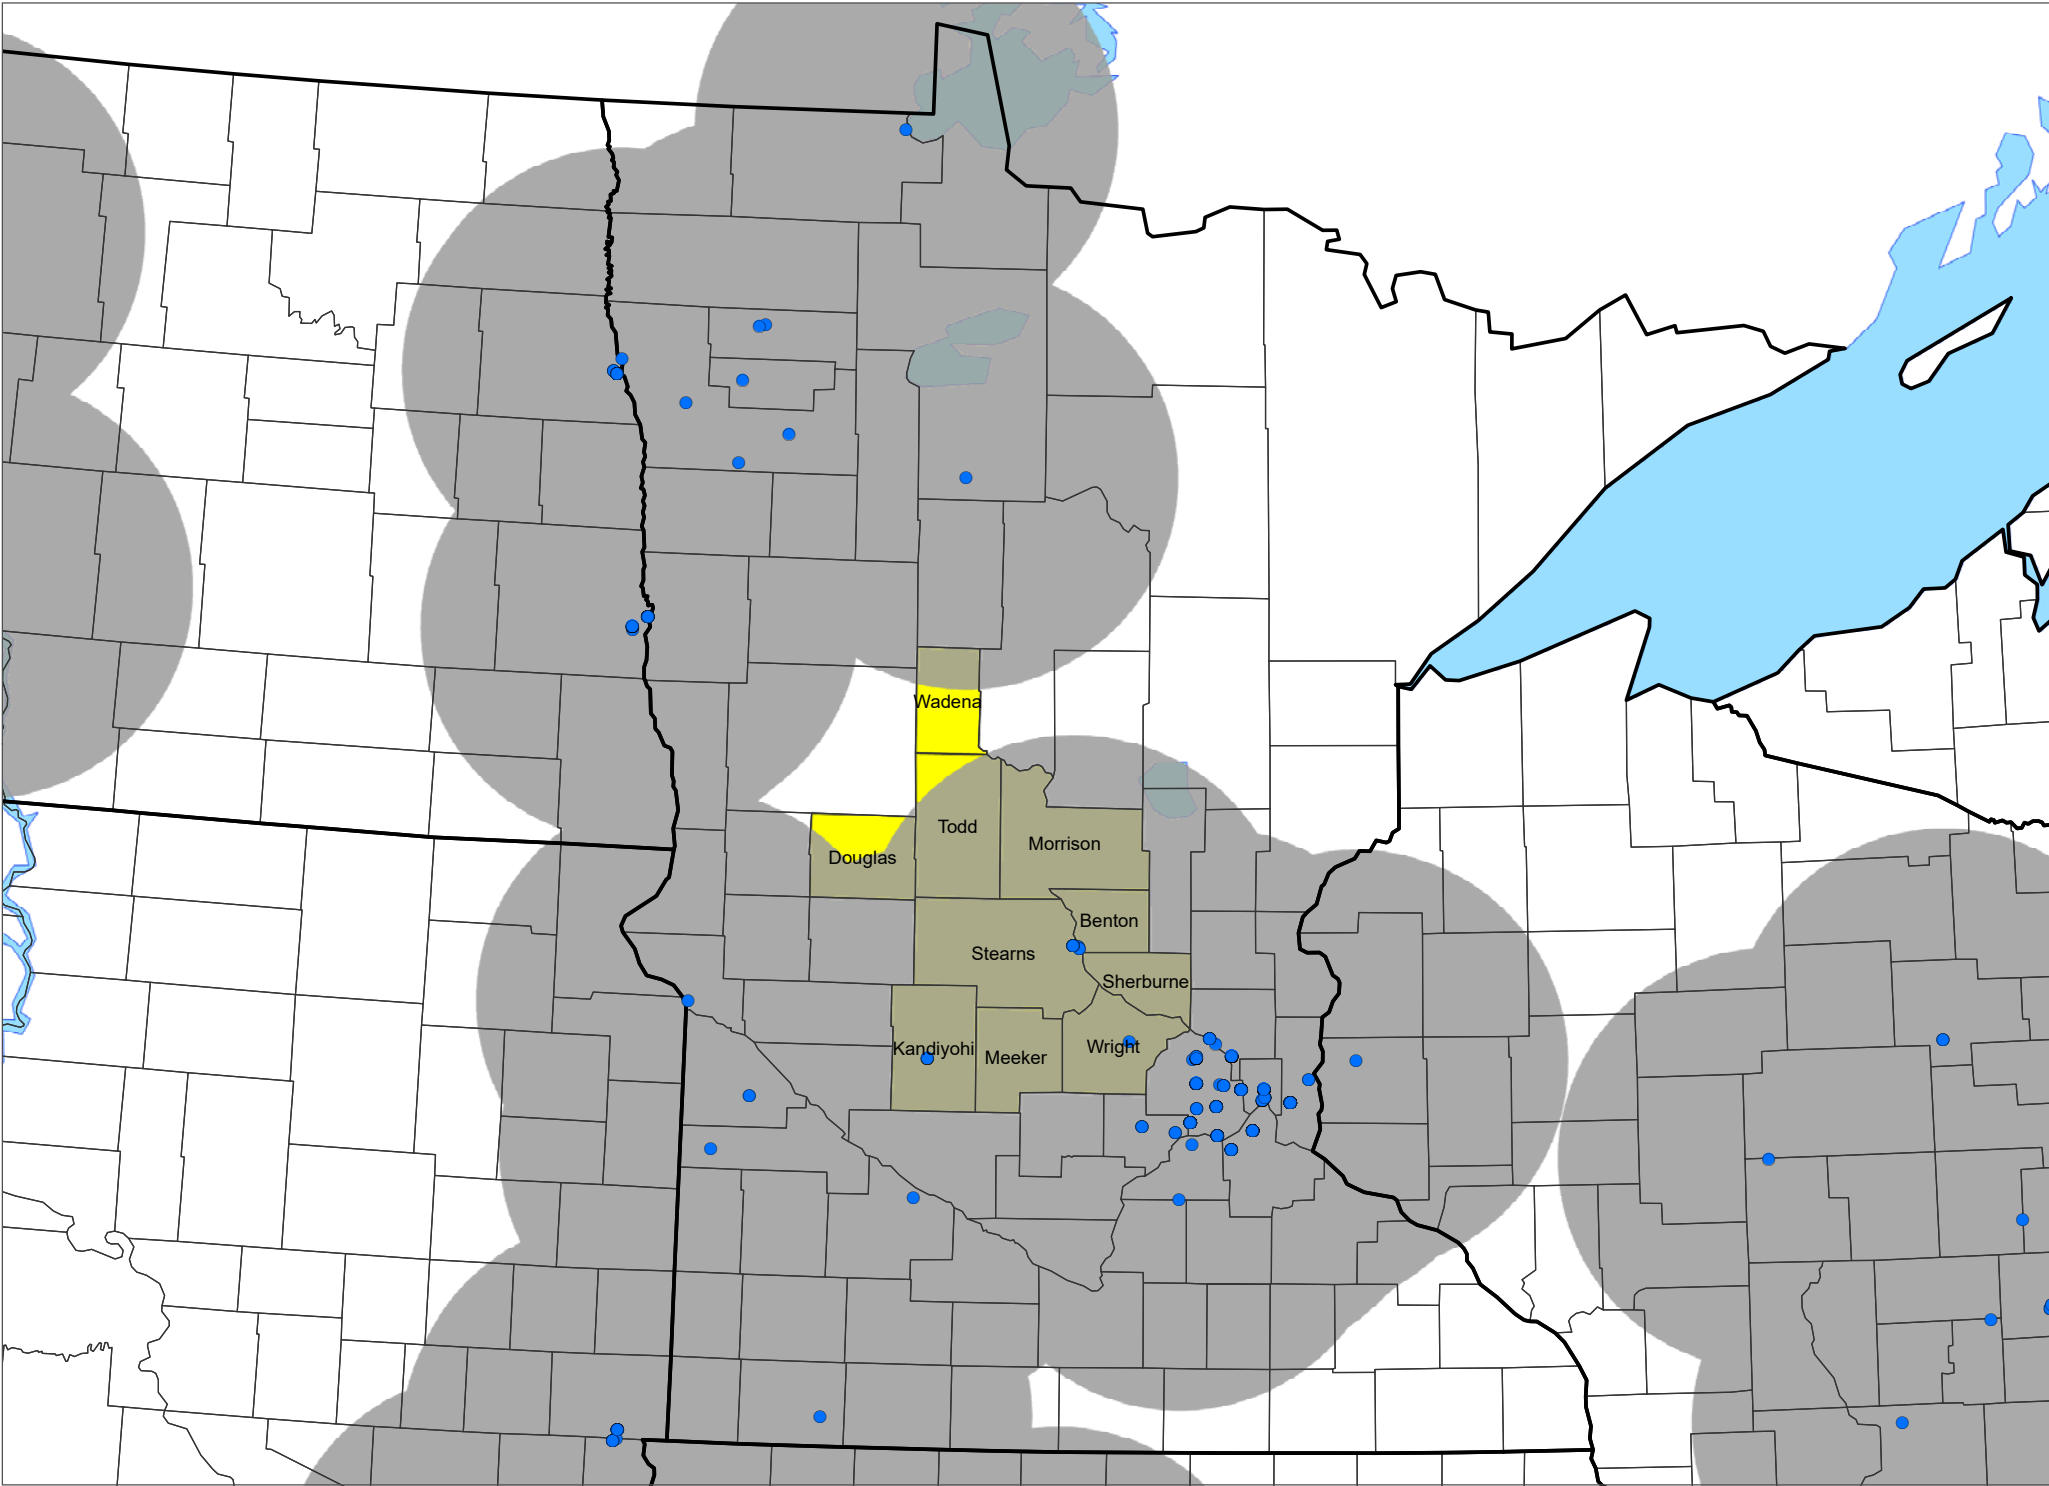 Wadena
Todd
Morrison
Douglas
Benton
Stearns
Sherburne
Kandiyohi
Meeker
Wright